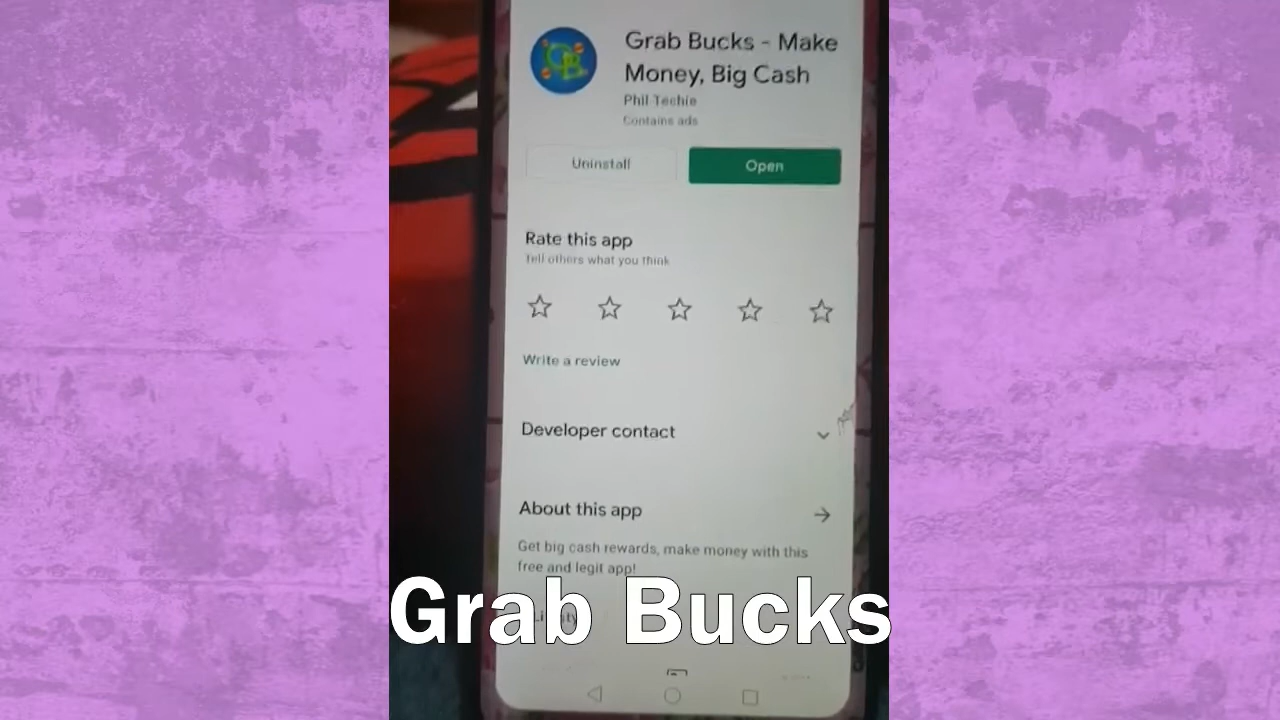 Grab Bucks - Make
Money, Big Cash
Phil Techie
Contains ads
Uninstall
Open
Rate this app
Tell others what you think
Write a review
Developer contact
About this app
Get big cash rewards, make money with this
free and legit app!
Grab Bucks